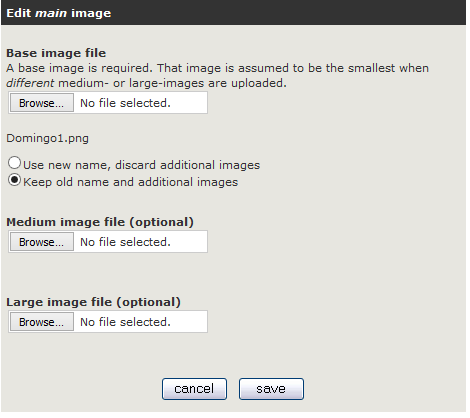 Edit main image
Base image file
A base image is required. That image is assumed to be the smallest when
different medium- or large-images are uploaded.
Browse... No file selected.
Domingo1.png
Use new name, discard additional images
Keep old name and additional images
Medium image file (optional)
Browse... No file selected.
Large image file (optional)
Browse... No file selected.
cancel save